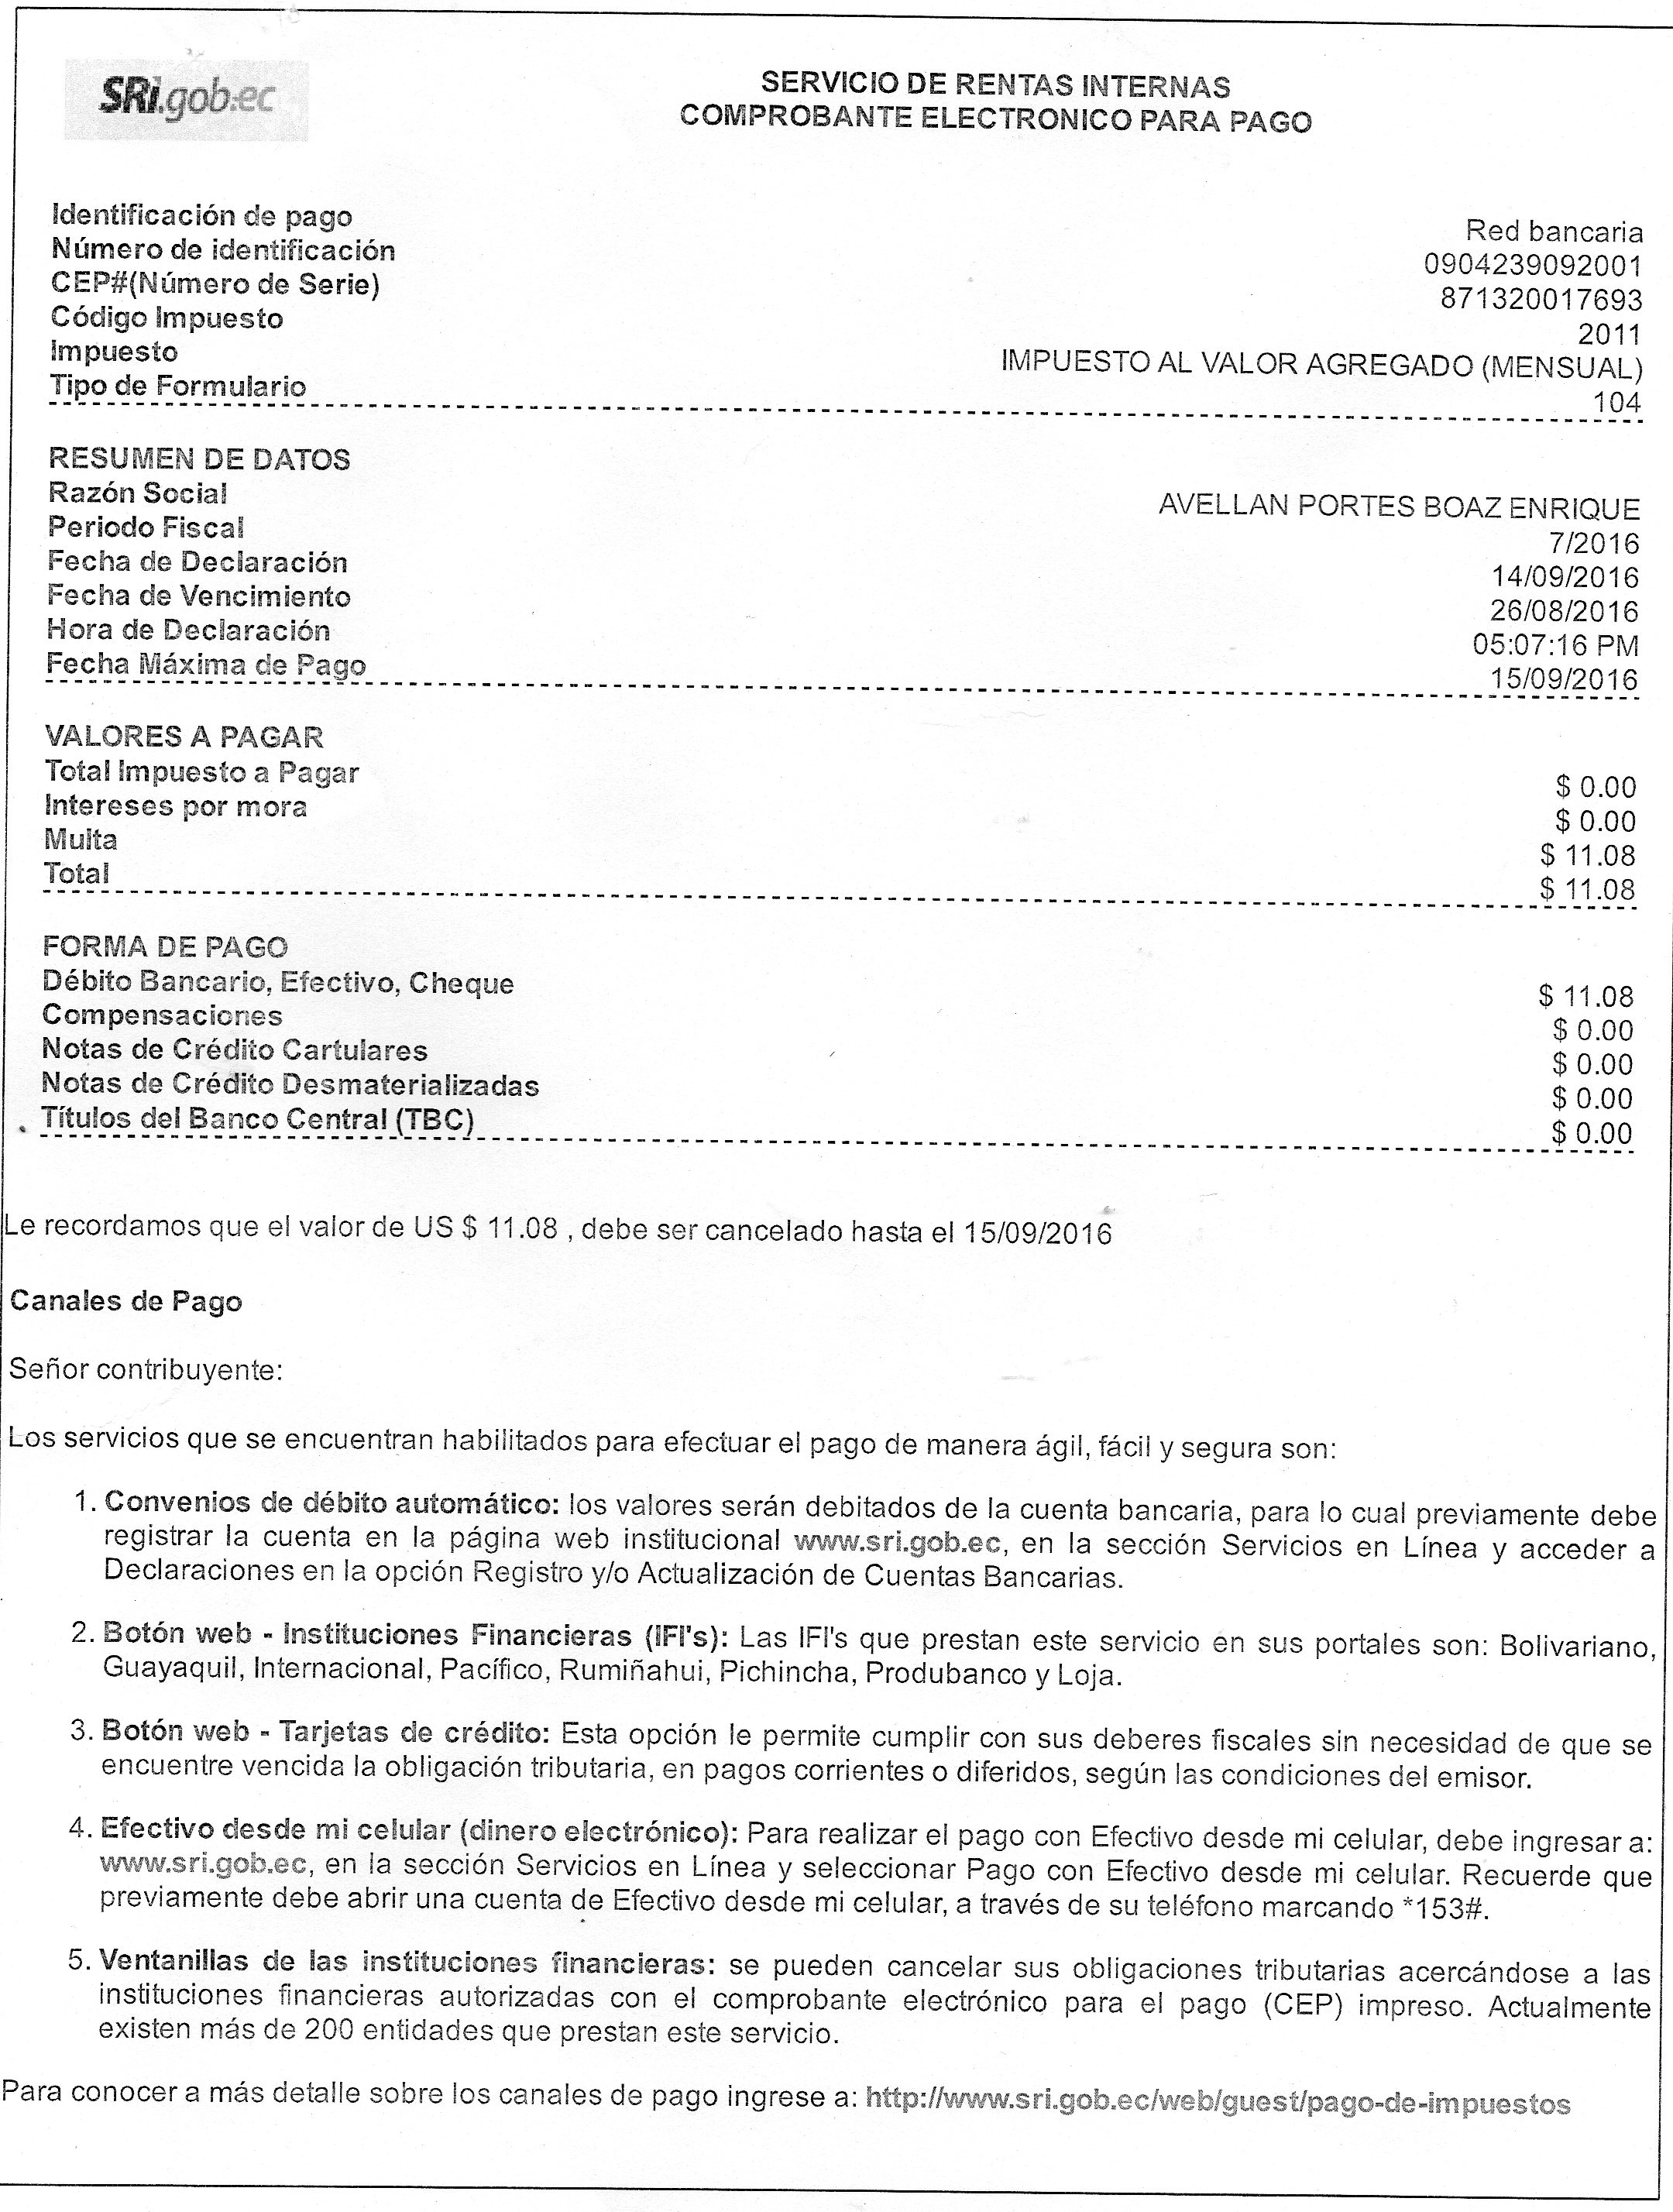 SRi.gob.ec
SERVICIO DE RENTAS INTERNAS
COMPROBANTE ELECTRONICO PARA PAGO
Identificación de pago Red bancaria
Número de identificación 0904239092001
CEP#(Número de Serie) 871320017693
Código Impuesto 2011
Impuesto IMPUESTO AL VALOR AGREGADO (MENSUAL)
Tipo de Formulario 104
RESUMEN DE DATOS
Razón Social AVELLAN PORTES BOAZ ENRIQUE
Periodo Fiscal 7/2016
Fecha de Declaración 14/09/2016
Fecha de Vencimiento 26/08/2016
Hora de Declaración 05:07:16 PM
Fecha Máxima de Pago 15/09/2016
VALORES A PAGAR
Total Impuesto a Pagar $ 0.00
Intereses por mora $ 0.00
Multa $ 11.08
Total $ 11.08
FORMA DE PAGO
Débito Bancario, Efectivo, Cheque $ 11.08
Compensaciones $ 0.00
Notas de Crédito Cartulares $ 0.00
Notas de Crédito Desmaterializadas $ 0.00
Títulos del Banco Central (TBC) $ 0.00
Le recordamos que el valor de US $ 11.08 , debe ser cancelado hasta el 15/09/2016
Canales de Pago
Señor contribuyente:
Los servicios que se encuentran habilitados para efectuar el pago de manera ágil, fácil y segura son:
1. Convenios de débito automático: los valores serán debitados de la cuenta bancaria, para lo cual previamente debe
registrar la cuenta en la página web institucional www.sri.gob.ec, en la sección Servicios en Línea y acceder a
Declaraciones en la opción Registro y/o Actualización de Cuentas Bancarias.
2. Botón web - Instituciones Financieras (IFI's): Las IFI's que prestan este servicio en sus portales son: Bolivariano,
Guayaquil, Internacional, Pacífico, Rumiñahui, Pichincha, Produbanco y Loja.
3. Botón web - Tarjetas de crédito: Esta opción le permite cumplir con sus deberes fiscales sin necesidad de que se
encuentre vencida la obligación tributaria, en pagos corrientes o diferidos, según las condiciones del emisor.
4. Efectivo desde mi celular (dinero electrónico): Para realizar el pago con Efectivo desde mi celular, debe ingresar a:
www.sri.gob.ec, en la sección Servicios en Línea y seleccionar Pago con Efectivo desde mi celular. Recuerde que
previamente debe abrir una cuenta de Efectivo desde mi celular, a través de su teléfono marcando *153#.
5. Ventanillas de las instituciones financieras: se pueden cancelar sus obligaciones tributarias acercándose a las
instituciones financieras autorizadas con el comprobante electrónico para el pago (CEP) impreso. Actualmente
existen más de 200 entidades que prestan este servicio.
Para conocer a más detalle sobre los canales de pago ingrese a: http://www.sri.gob.ec/web/guest/pago-de-impuestos